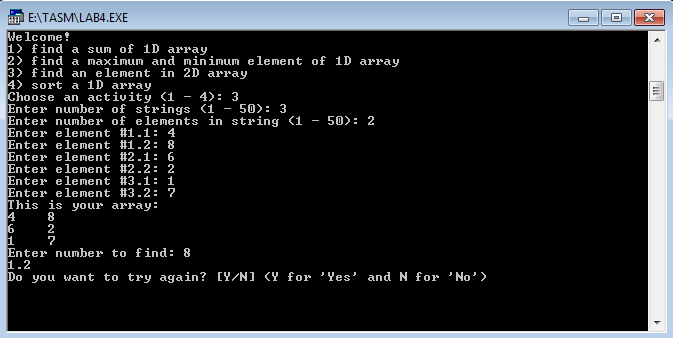 E:\TASM\LAB4.EXE
Welcome!
1) find a sum of 1D array
2) find a maximum and minimum element of 1D array
3) find an element in 2D array
4) sort a 1D array
Choose an activity (1 - 4): 3
Enter number of strings (1 - 50): 3
Enter number of elements in string (1 - 50): 2
Enter element #1.1: 4
Enter element #1.2: 8
Enter element #2.1: 6
Enter element #2.2: 2
Enter element #3.1: 1
Enter element #3.2: 7
This is your array:
4    8
6    2
1    7
Enter number to find: 8
1.2
Do you want to try again? [Y/N] (Y for 'Yes' and N for 'No')